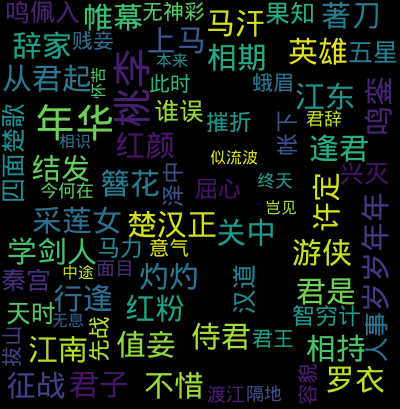 鸣佩入
帷幕
无神彩
马汗
果知
著刀
辞家
贱妾
上马
相期
英雄
五星
从君起
怀苦
桃李
本来
此时
蛾眉
江东
鸣銮
四面楚歌
年华
相识
红颜
谁误
摧折
帐下
君辞
逢君
结发
今何在
簪花
泽中
屈心
似流波
终天
兴灭
采莲女
楚汉正
关中
岂见
许定
年年
岁岁
学剑人
马力
意气
游侠
秦宫
中途
面目
灼灼
汉道
君是
天时
行逢
无息
红粉
智穷计
人事
拔山
江南
先战
值妾
侍君
君王
相持
征战
君子
不惜
渡江
隔地
容貌
罗衣